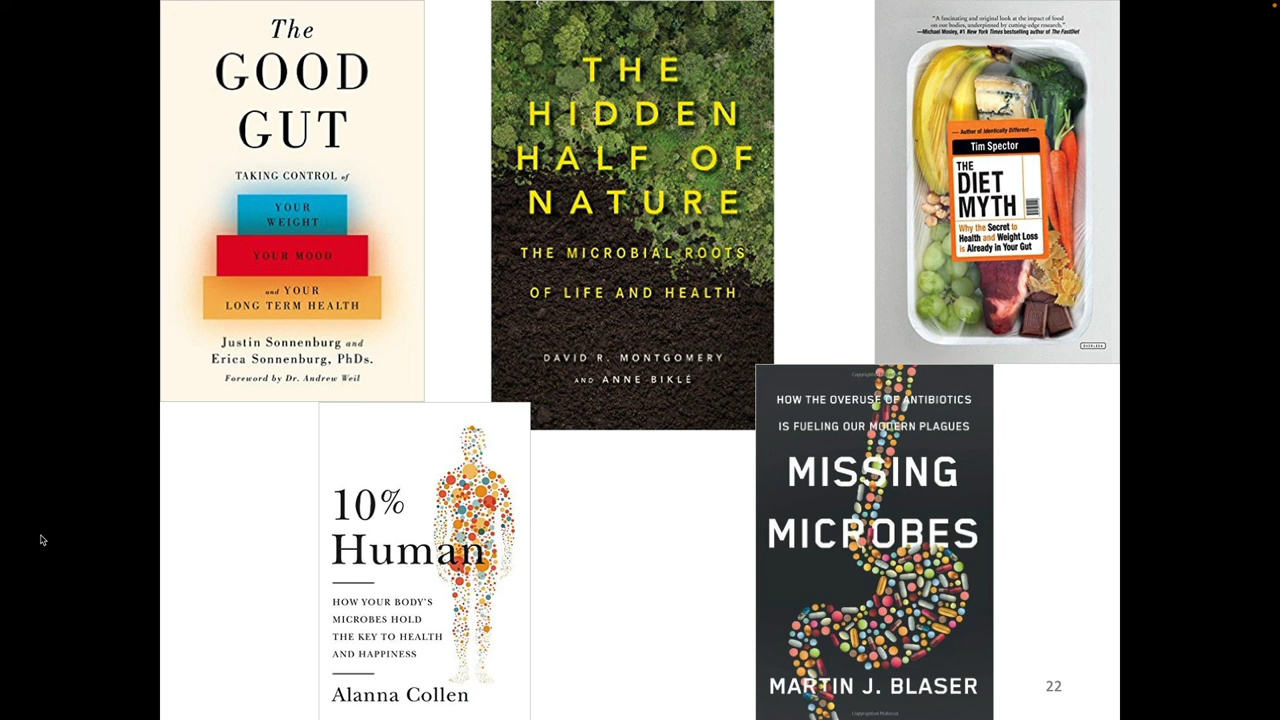 The
GOOD
GUT
TAKING CONTROL of
YOUR
WEIGHT
YOUR MOOD
and YOUR
LONG TERM HEALTH
Justin Sonnenburg and
Erica Sonnenburg, PhDs.
Foreword by Dr. Andrew Weil
THE
HIDDEN
HALF OF
NATURE
THE MICROBIAL ROOTS
OF LIFE AND HEALTH
DAVID R. MONTGOMERY
AND ANNE BIKLÉ
"A fascinating and original look at the impact of food
on our bodies, underpinned by cutting-edge research."
—Michael Mosley, #1 New York Times bestselling author of The FastDiet
— Author of Identically Different —
Tim Spector
THE
DIET
MYTH
Why the Secret to
Health and Weight Loss
is Already in Your Gut
OVERLOOK
10%
Human
HOW YOUR BODY'S
MICROBES HOLD
THE KEY TO HEALTH
AND HAPPINESS
Alanna Collen
Copyrighted Material
HOW THE OVERUSE OF ANTIBIOTICS
IS FUELING OUR MODERN PLAGUES
MISSING
MICROBES
MARTIN J. BLASER
Copyrighted Material
22